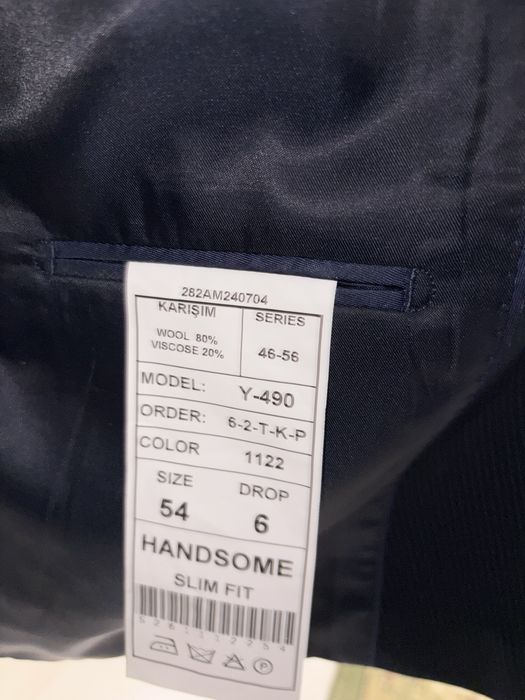 282AM240704
KARIŞIM SERIES
WOOL 80%
VISCOSE 20%
46-56
MODEL: Y-490
ORDER: 6-2-T-K-P
COLOR 1122
SIZE DROP
54 6
HANDSOME
SLIM FIT
5261112254
P